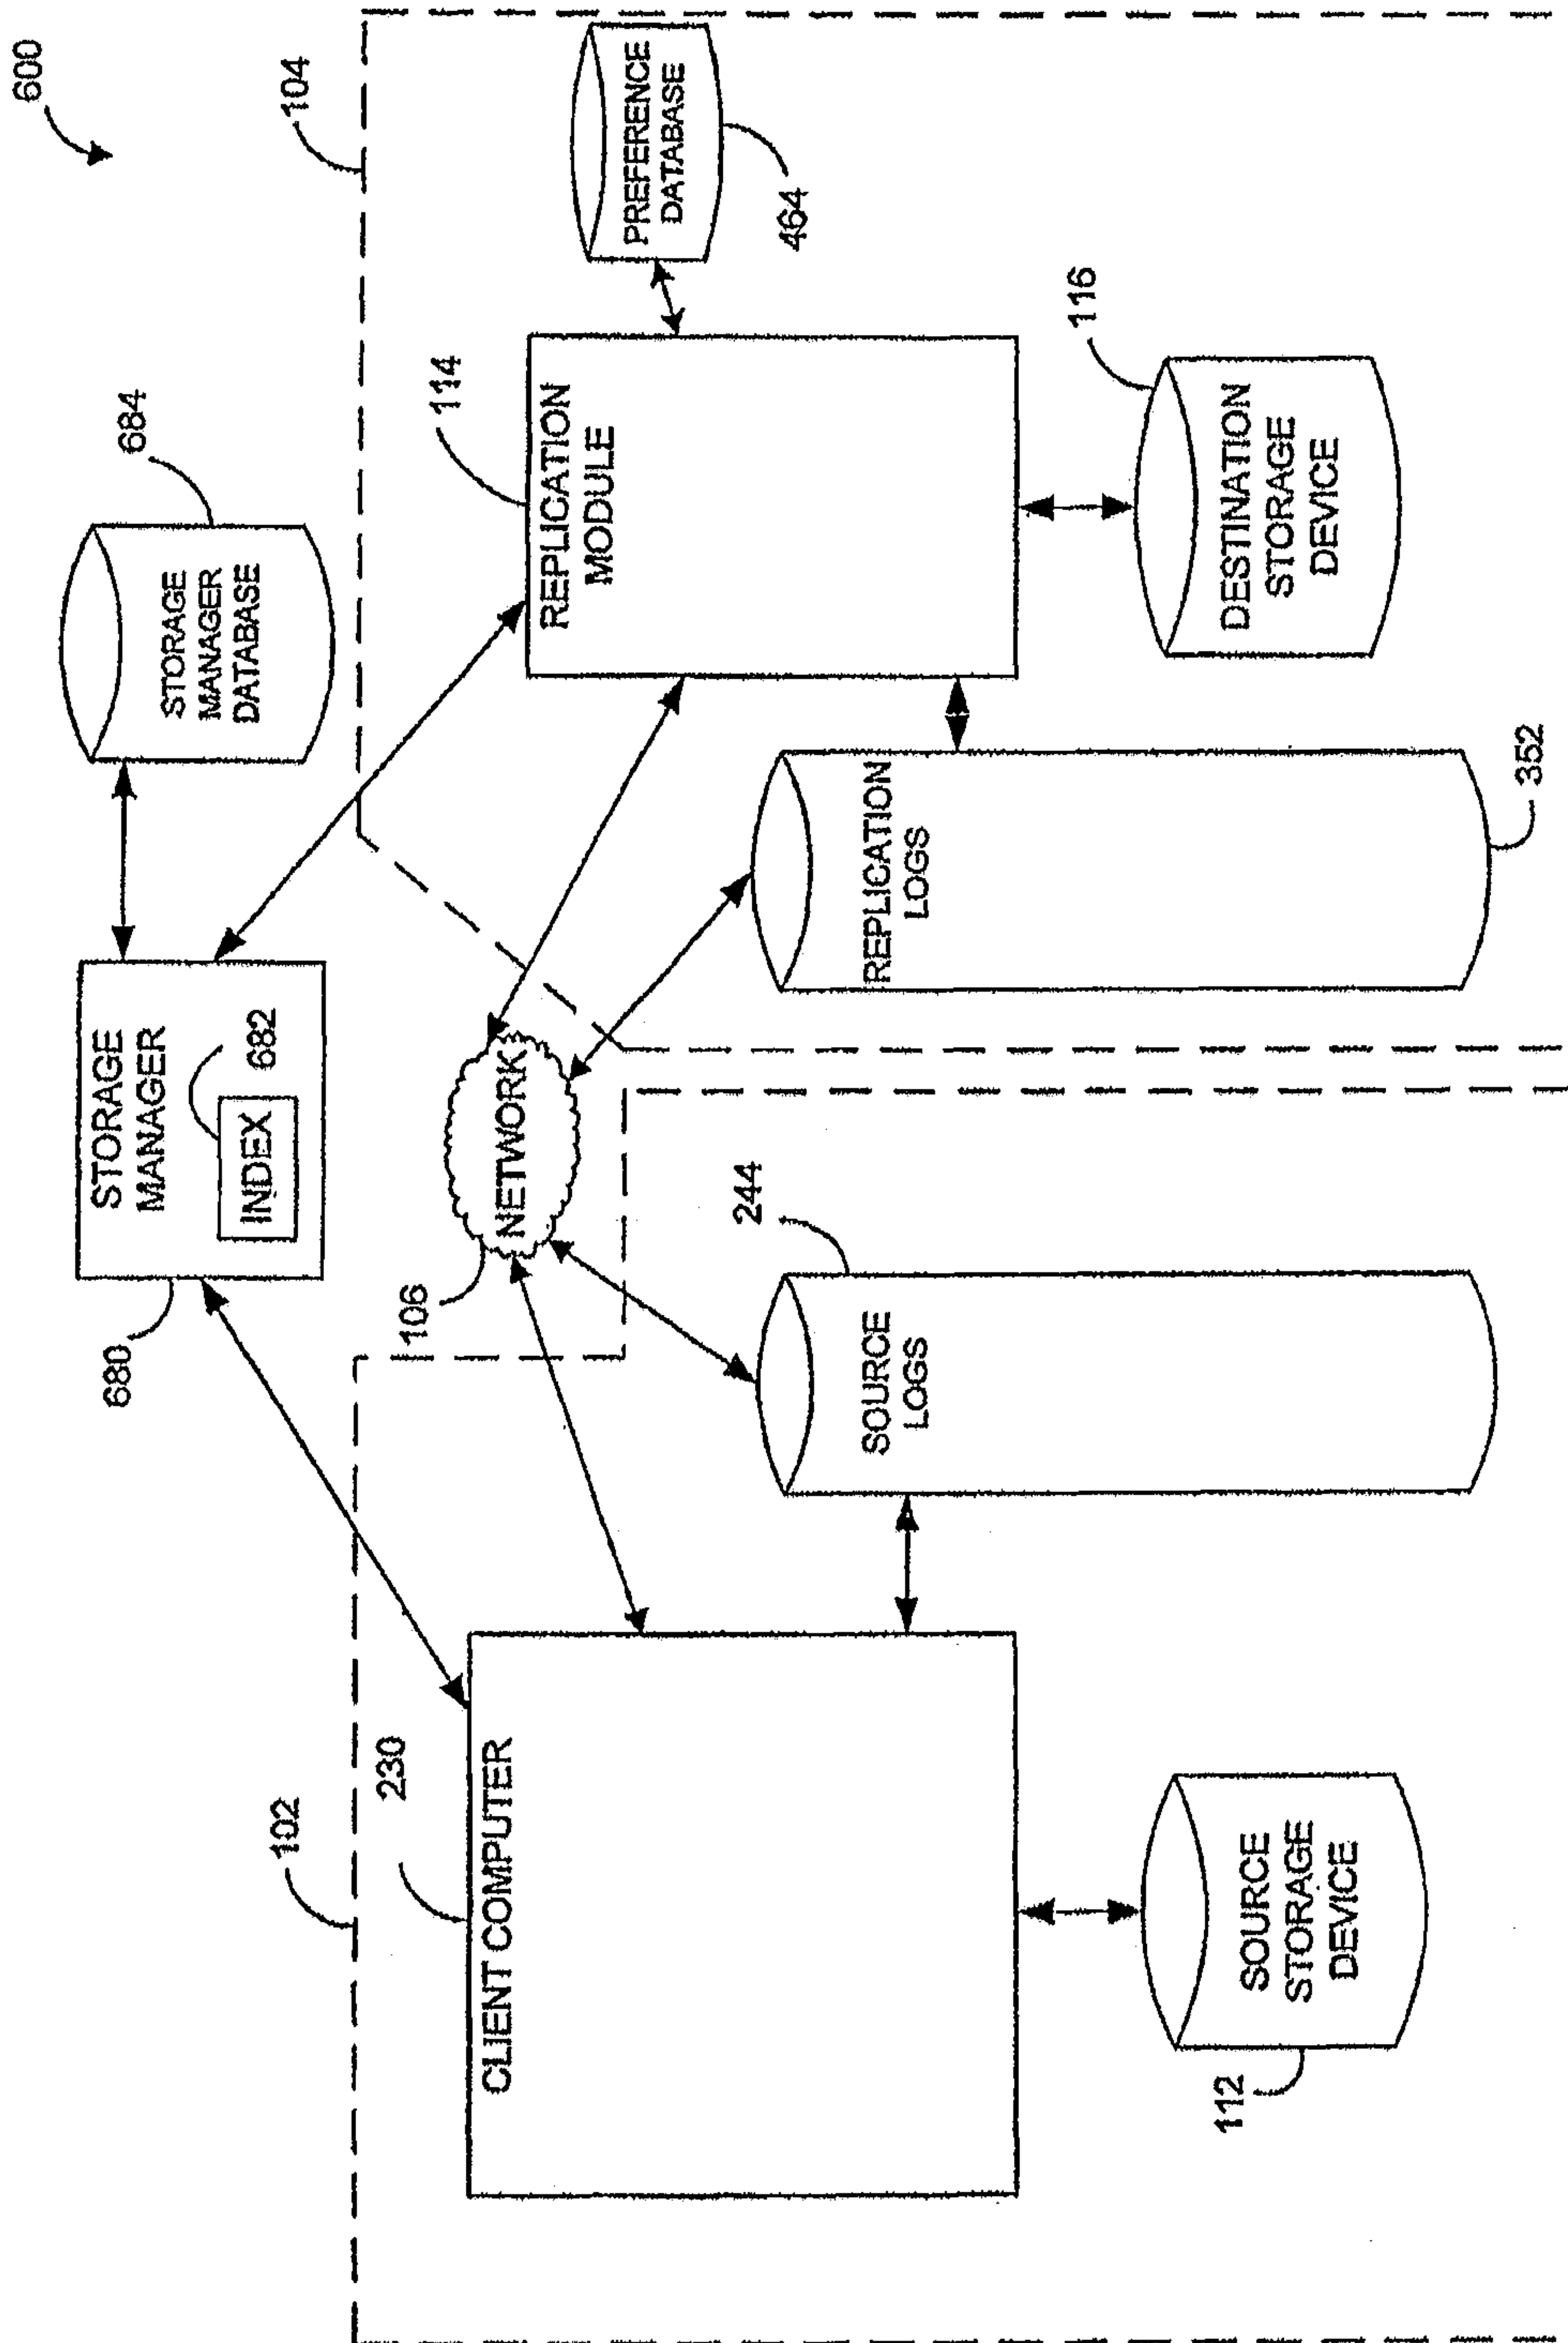 600
102
CLIENT COMPUTER
230
SOURCE
STORAGE
DEVICE
112
SOURCE
LOGS
244
680
STORAGE
MANAGER
INDEX
682
STORAGE
MANAGER
DATABASE
684
NETWORK
106
104
REPLICATION
MODULE
114
PREFERENCE
DATABASE
464
REPLICATION
LOGS
352
DESTINATION
STORAGE
DEVICE
116